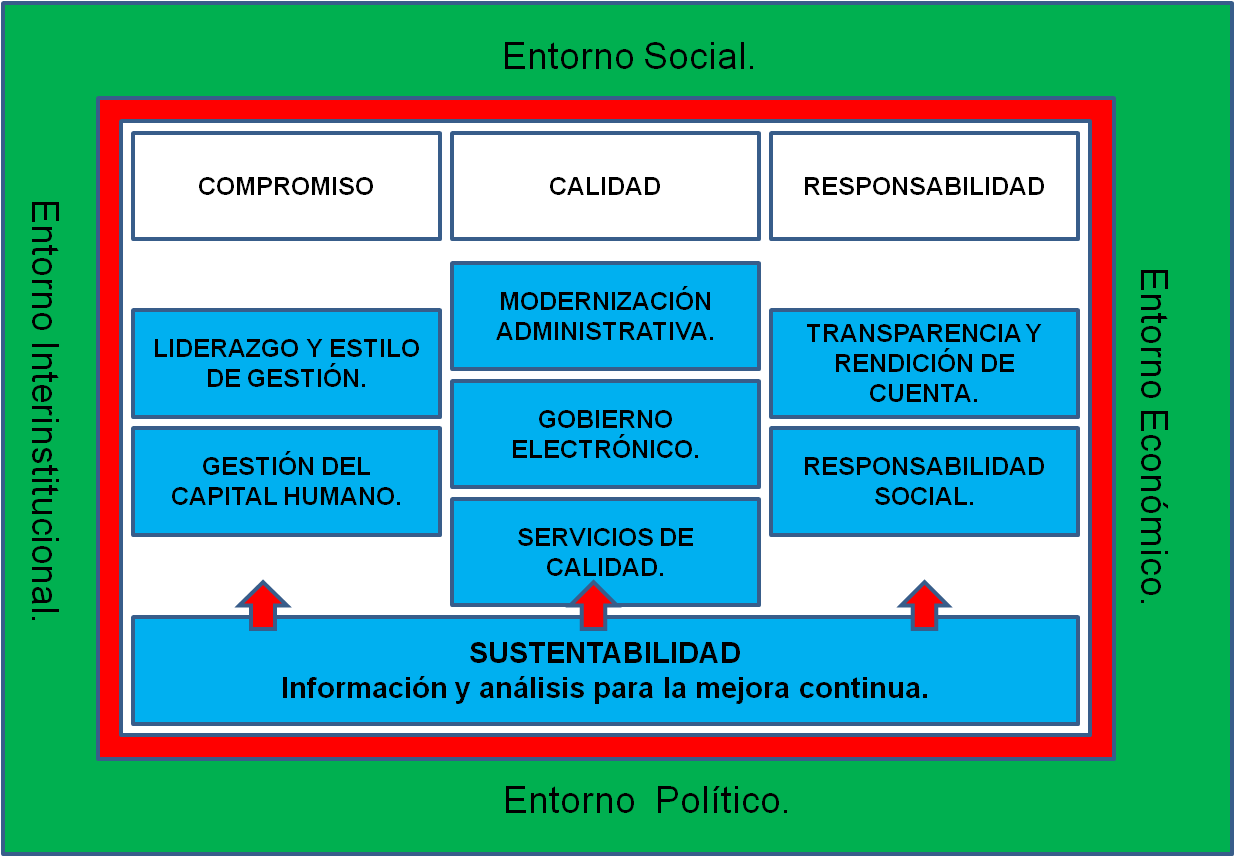 Entorno Social.
Entorno Interinstitucional.
COMPROMISO
CALIDAD
RESPONSABILIDAD
LIDERAZGO Y ESTILO
DE GESTIÓN.
GESTIÓN DEL
CAPITAL HUMANO.
MODERNIZACIÓN
ADMINISTRATIVA.
GOBIERNO
ELECTRÓNICO.
SERVICIOS DE
CALIDAD.
TRANSPARENCIA Y
RENDICIÓN DE
CUENTA.
RESPONSABILIDAD
SOCIAL.
SUSTENTABILIDAD
Información y análisis para la mejora continua.
Entorno Económico.
Entorno  Político.